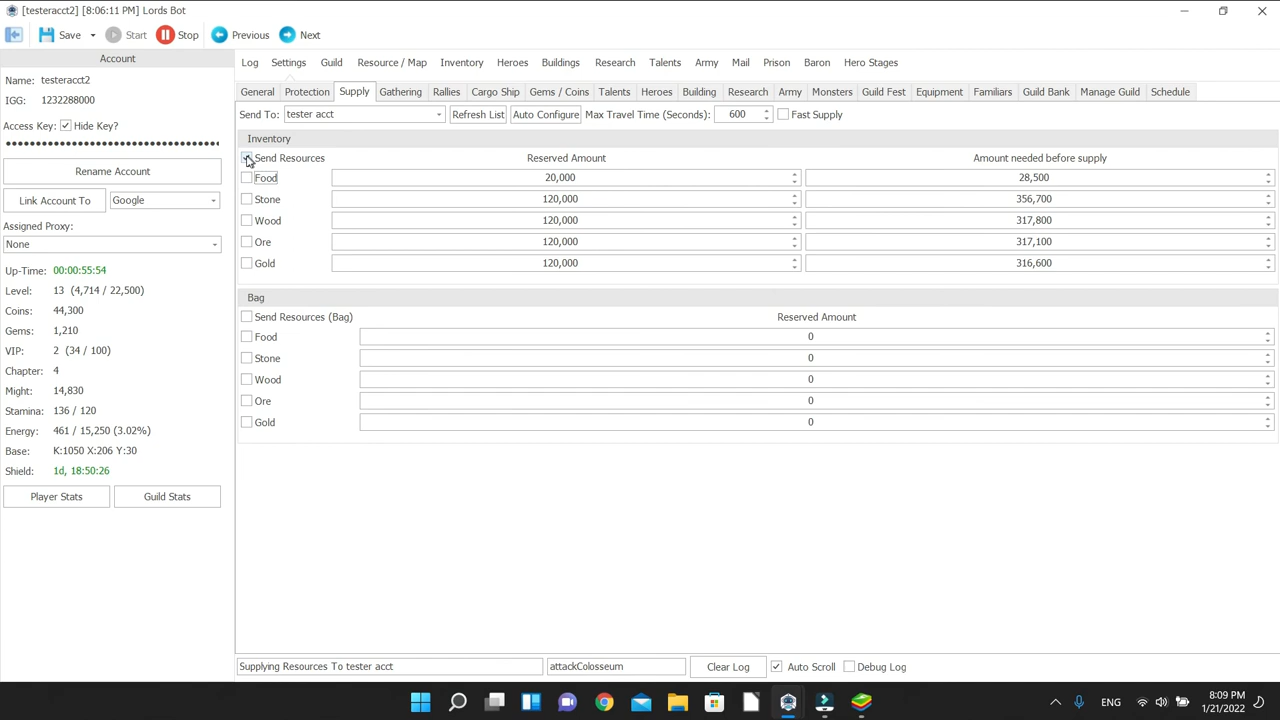 [testeracct2] [8:06:11 PM] Lords Bot
Save Start Stop Previous Next
Account
Name: testeracct2
IGG: 1232288000
Access Key: Hide Key?
Rename Account
Link Account To Google
Assigned Proxy:
None
Up-Time: 00:00:55:54
Level: 13 (4,714 / 22,500)
Coins: 44,300
Gems: 1,210
VIP: 2 (34 / 100)
Chapter: 4
Might: 14,830
Stamina: 136 / 120
Energy: 461 / 15,250 (3.02%)
Base: K:1050 X:206 Y:30
Shield: 1d, 18:50:26
Player Stats Guild Stats
Log Settings Guild Resource / Map Inventory Heroes Buildings Research Talents Army Mail Prison Baron Hero Stages
General Protection Supply Gathering Rallies Cargo Ship Gems / Coins Talents Heroes Building Research Army Monsters Guild Fest Equipment Familiars Guild Bank Manage Guild Schedule
Send To: tester acct Refresh List Auto Configure Max Travel Time (Seconds): 600 Fast Supply
Inventory
Send Resources Reserved Amount Amount needed before supply
Food 20,000 28,500
Stone 120,000 356,700
Wood 120,000 317,800
Ore 120,000 317,100
Gold 120,000 316,600
Bag
Send Resources (Bag) Reserved Amount
Food 0
Stone 0
Wood 0
Ore 0
Gold 0
Supplying Resources To tester acct attackColosseum Clear Log Auto Scroll Debug Log
ENG
8:09 PM
1/21/2022